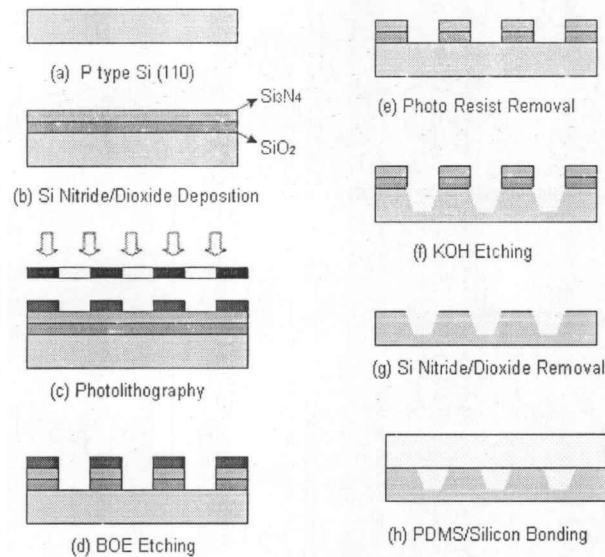 (a) P type Si (110)
Si3N4
SiO2
(b) Si Nitride/Dioxide Deposition
(c) Photolithography
(d) BOE Etching
(e) Photo Resist Removal
(f) KOH Etching
(g) Si Nitride/Dioxide Removal
(h) PDMS/Silicon Bonding